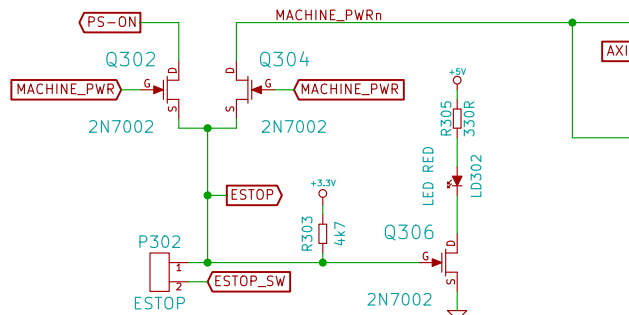 MACHINE_PWRn
PS-ON
Q302
Q304
AXI
D
D
MACHINE_PWR
G
G
MACHINE_PWR
S
S
2N7002
2N7002
+5V
R305
330R
LED RED
LD302
ESTOP
+3.3V
R303
4k7
Q306
D
G
S
P302
1
2
ESTOP_SW
ESTOP
2N7002